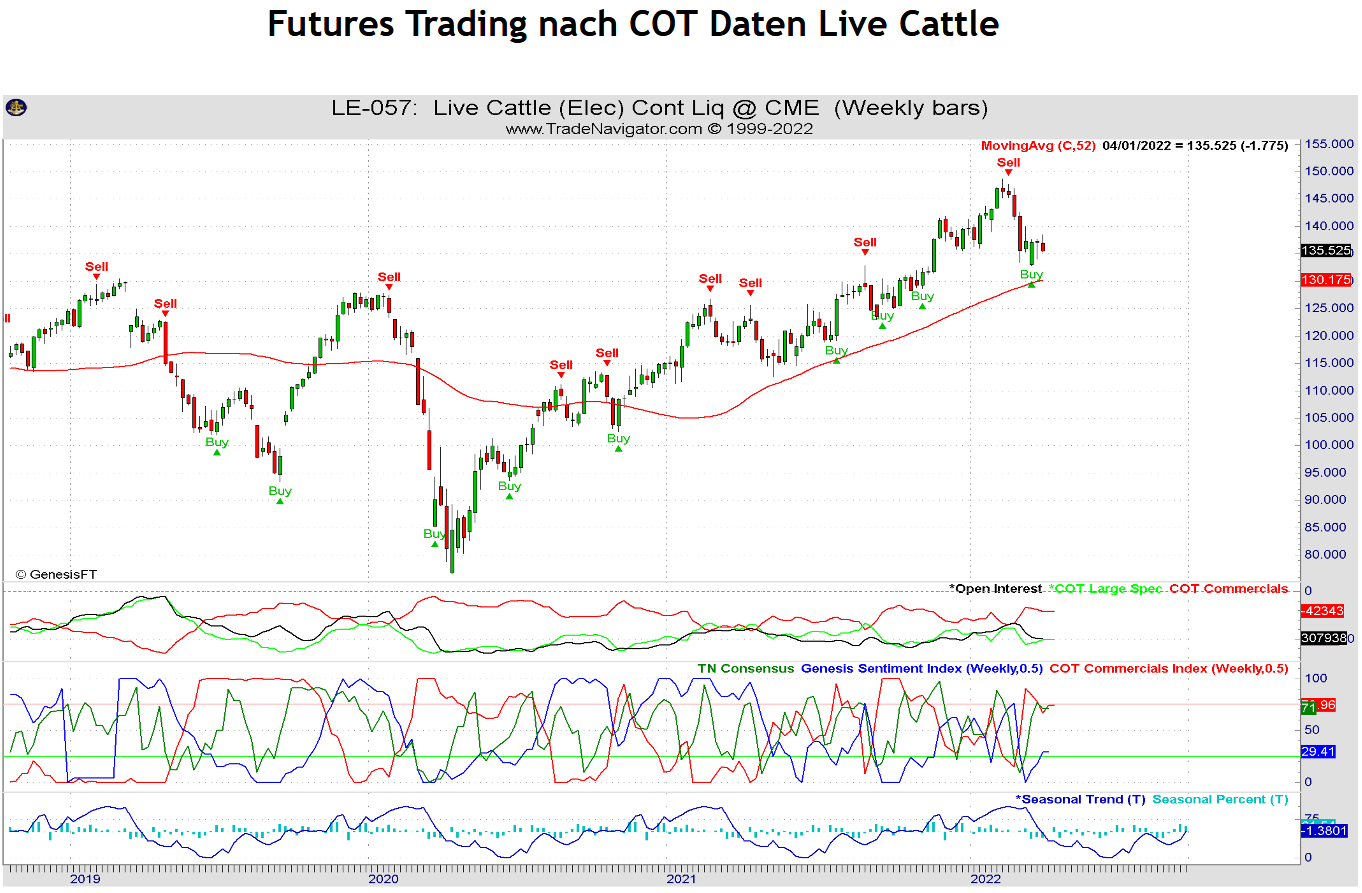 Futures Trading nach COT Daten Live Cattle
LE-057: Live Cattle (Elec) Cont Liq @ CME (Weekly bars)
www.TradeNavigator.com © 1999-2022
MovingAvg (C,52) 04/01/2022 = 135.525 (-1.775)
155.000
Sell
150.000
145.000
140.000
Sell
135.525
Sell
Buy
Sell
Sell
Sell
130.175
Buy
Sell
125.000
ll
Buy
120.000
Sell
Buy
115.000
Sell
110.000
105.000
Buy
Buy
100.000
95.000
Buy
Buy
90.000
85.000
Buy
80.000
© GenesisFT
*Open Interest *COT Large Spec COT Commercials
0
-42343
307938
TN Consensus Genesis Sentiment Index (Weekly,0.5) COT Commercials Index (Weekly,0.5)
100
71.96
50
29.41
0
*Seasonal Trend (T) Seasonal Percent (T)
75
-1.3801
0
2019 2020 2021 2022